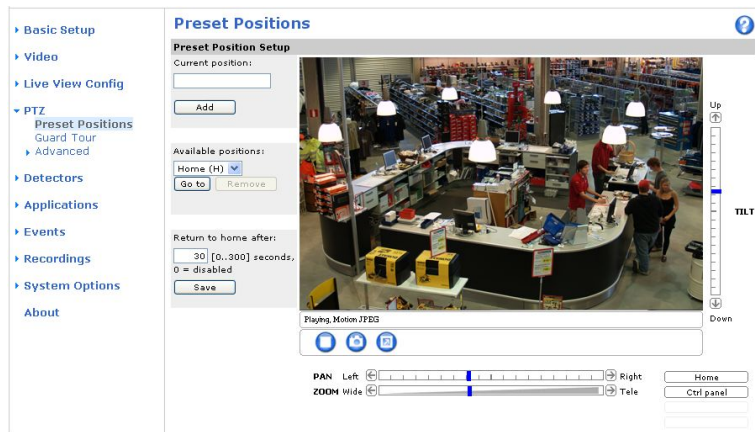 Basic Setup
Video
Live View Config
PTZ
Preset Positions
Guard Tour
Advanced
Detectors
Applications
Events
Recordings
System Options
About
Preset Positions
?
Preset Position Setup
Current position:
Add
Available positions:
Home (H)
Go to Remove
Return to home after:
30 [0..300] seconds,
0 = disabled
Save
Playing, Motion JPEG
Up
TILT
Down
PAN Left Right
ZOOM Wide Tele
Home
Ctrl panel